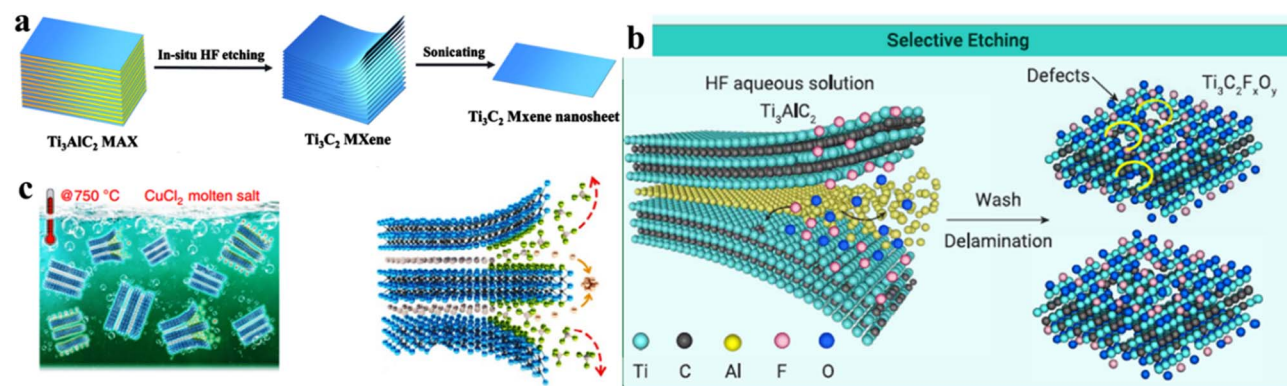 a
In-situ HF etching
Sonicating
Ti₃AlC₂ MAX
Ti₃C₂ MXene
Ti₃C₂ Mxene nanosheet
b
Selective Etching
HF aqueous solution
Ti₃AlC₂
Defects
Ti₃C₂FₓOᵧ
Wash
Delamination
Ti C Al F O
c
@750 °C CuCl₂ molten salt